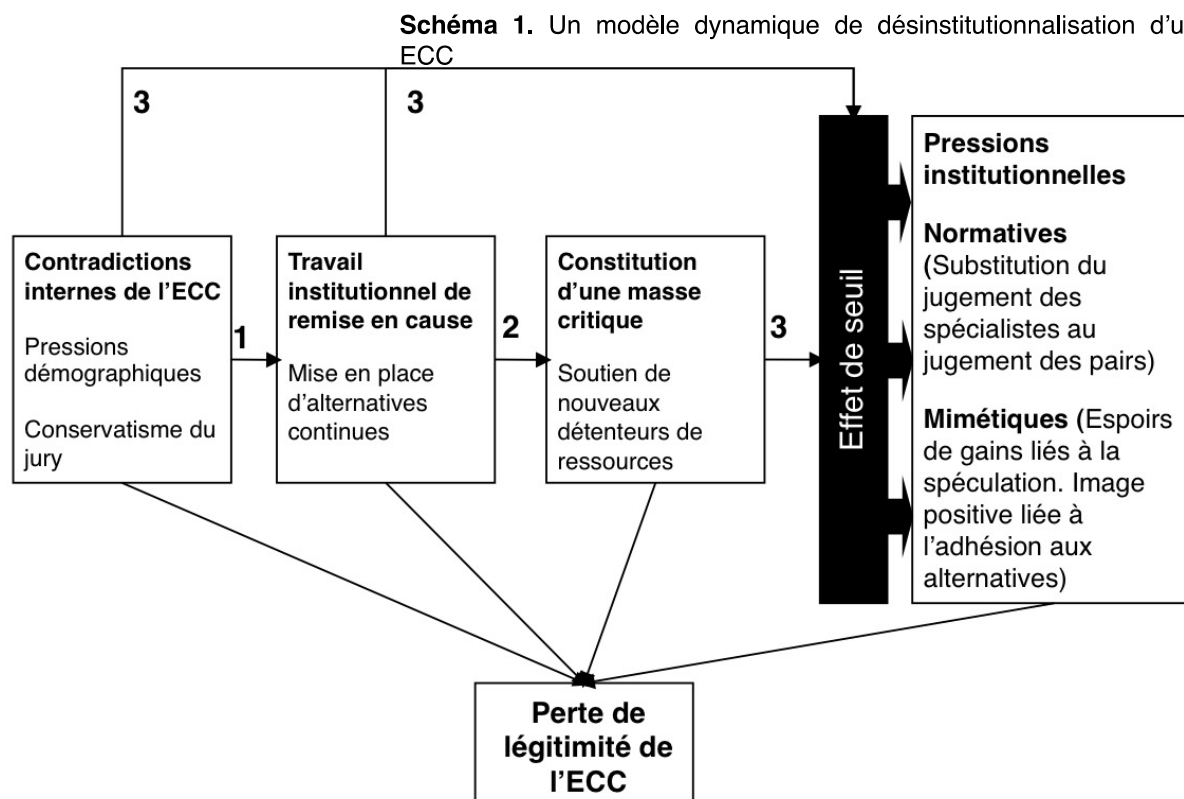 Schéma 1. Un modèle dynamique de désinstitutionnalisation d'u
ECC
3
3
Contradictions
internes de l'ECC
Pressions
démographiques
Conservatisme du
jury
1
Travail
institutionnel de
remise en cause
Mise en place
d'alternatives
continues
2
Constitution
d'une masse
critique
Soutien de
nouveaux
détenteurs de
ressources
3
Effet de seuil
Pressions
institutionnelles
Normatives
(Substitution du
jugement des
spécialistes au
jugement des pairs)
Mimétiques (Espoirs
de gains liés à la
spéculation. Image
positive liée à
l'adhésion aux
alternatives)
Perte de
légitimité de
l'ECC